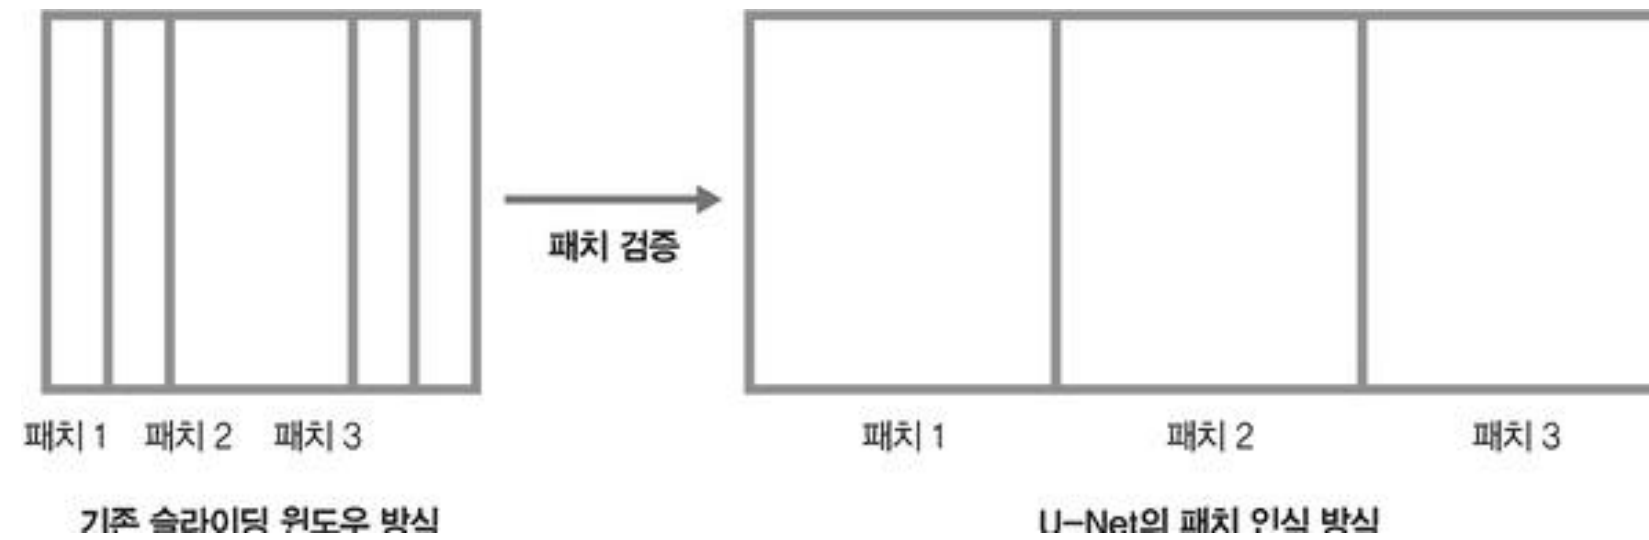 패치 검증
패치 1 패치 2 패치 3
패치 1 패치 2 패치 3
기존 슬라이딩 윈도우 방식
U-Net의 패치 인식 방식